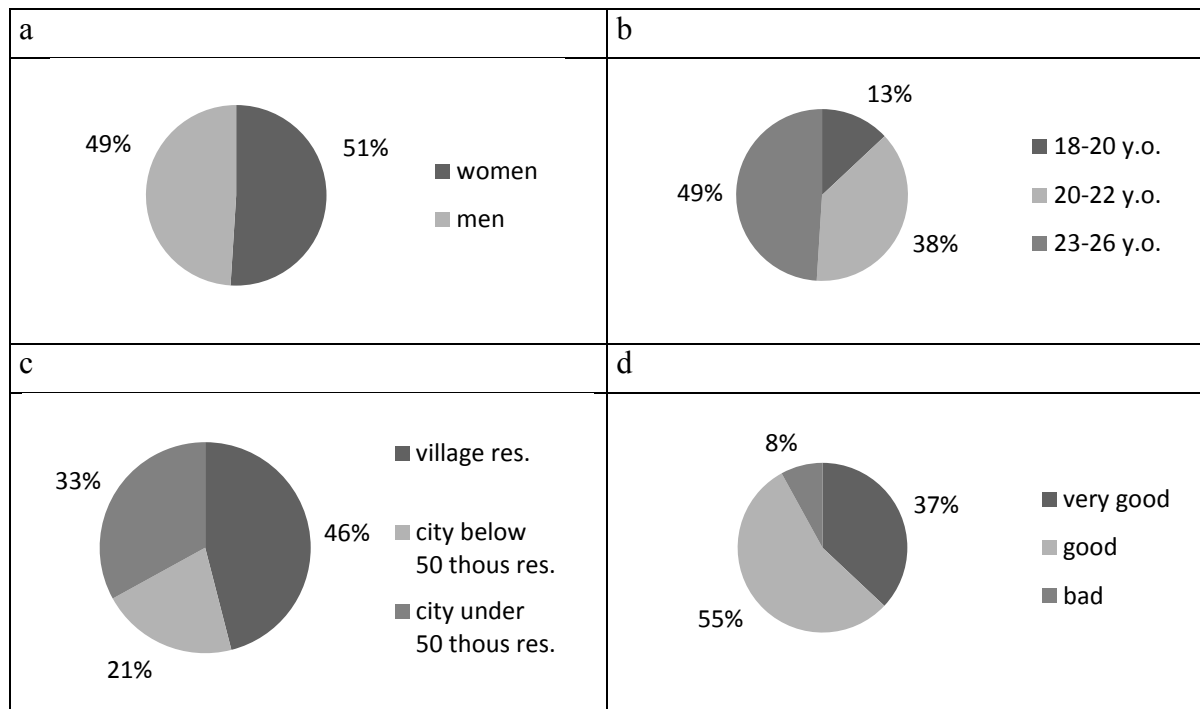 a
b
49%
51%
women
men
13%
49%
38%
18-20 y.o.
20-22 y.o.
23-26 y.o.
c
d
33%
46%
21%
village res.
city below
50 thous res.
city under
50 thous res.
8%
37%
55%
very good
good
bad